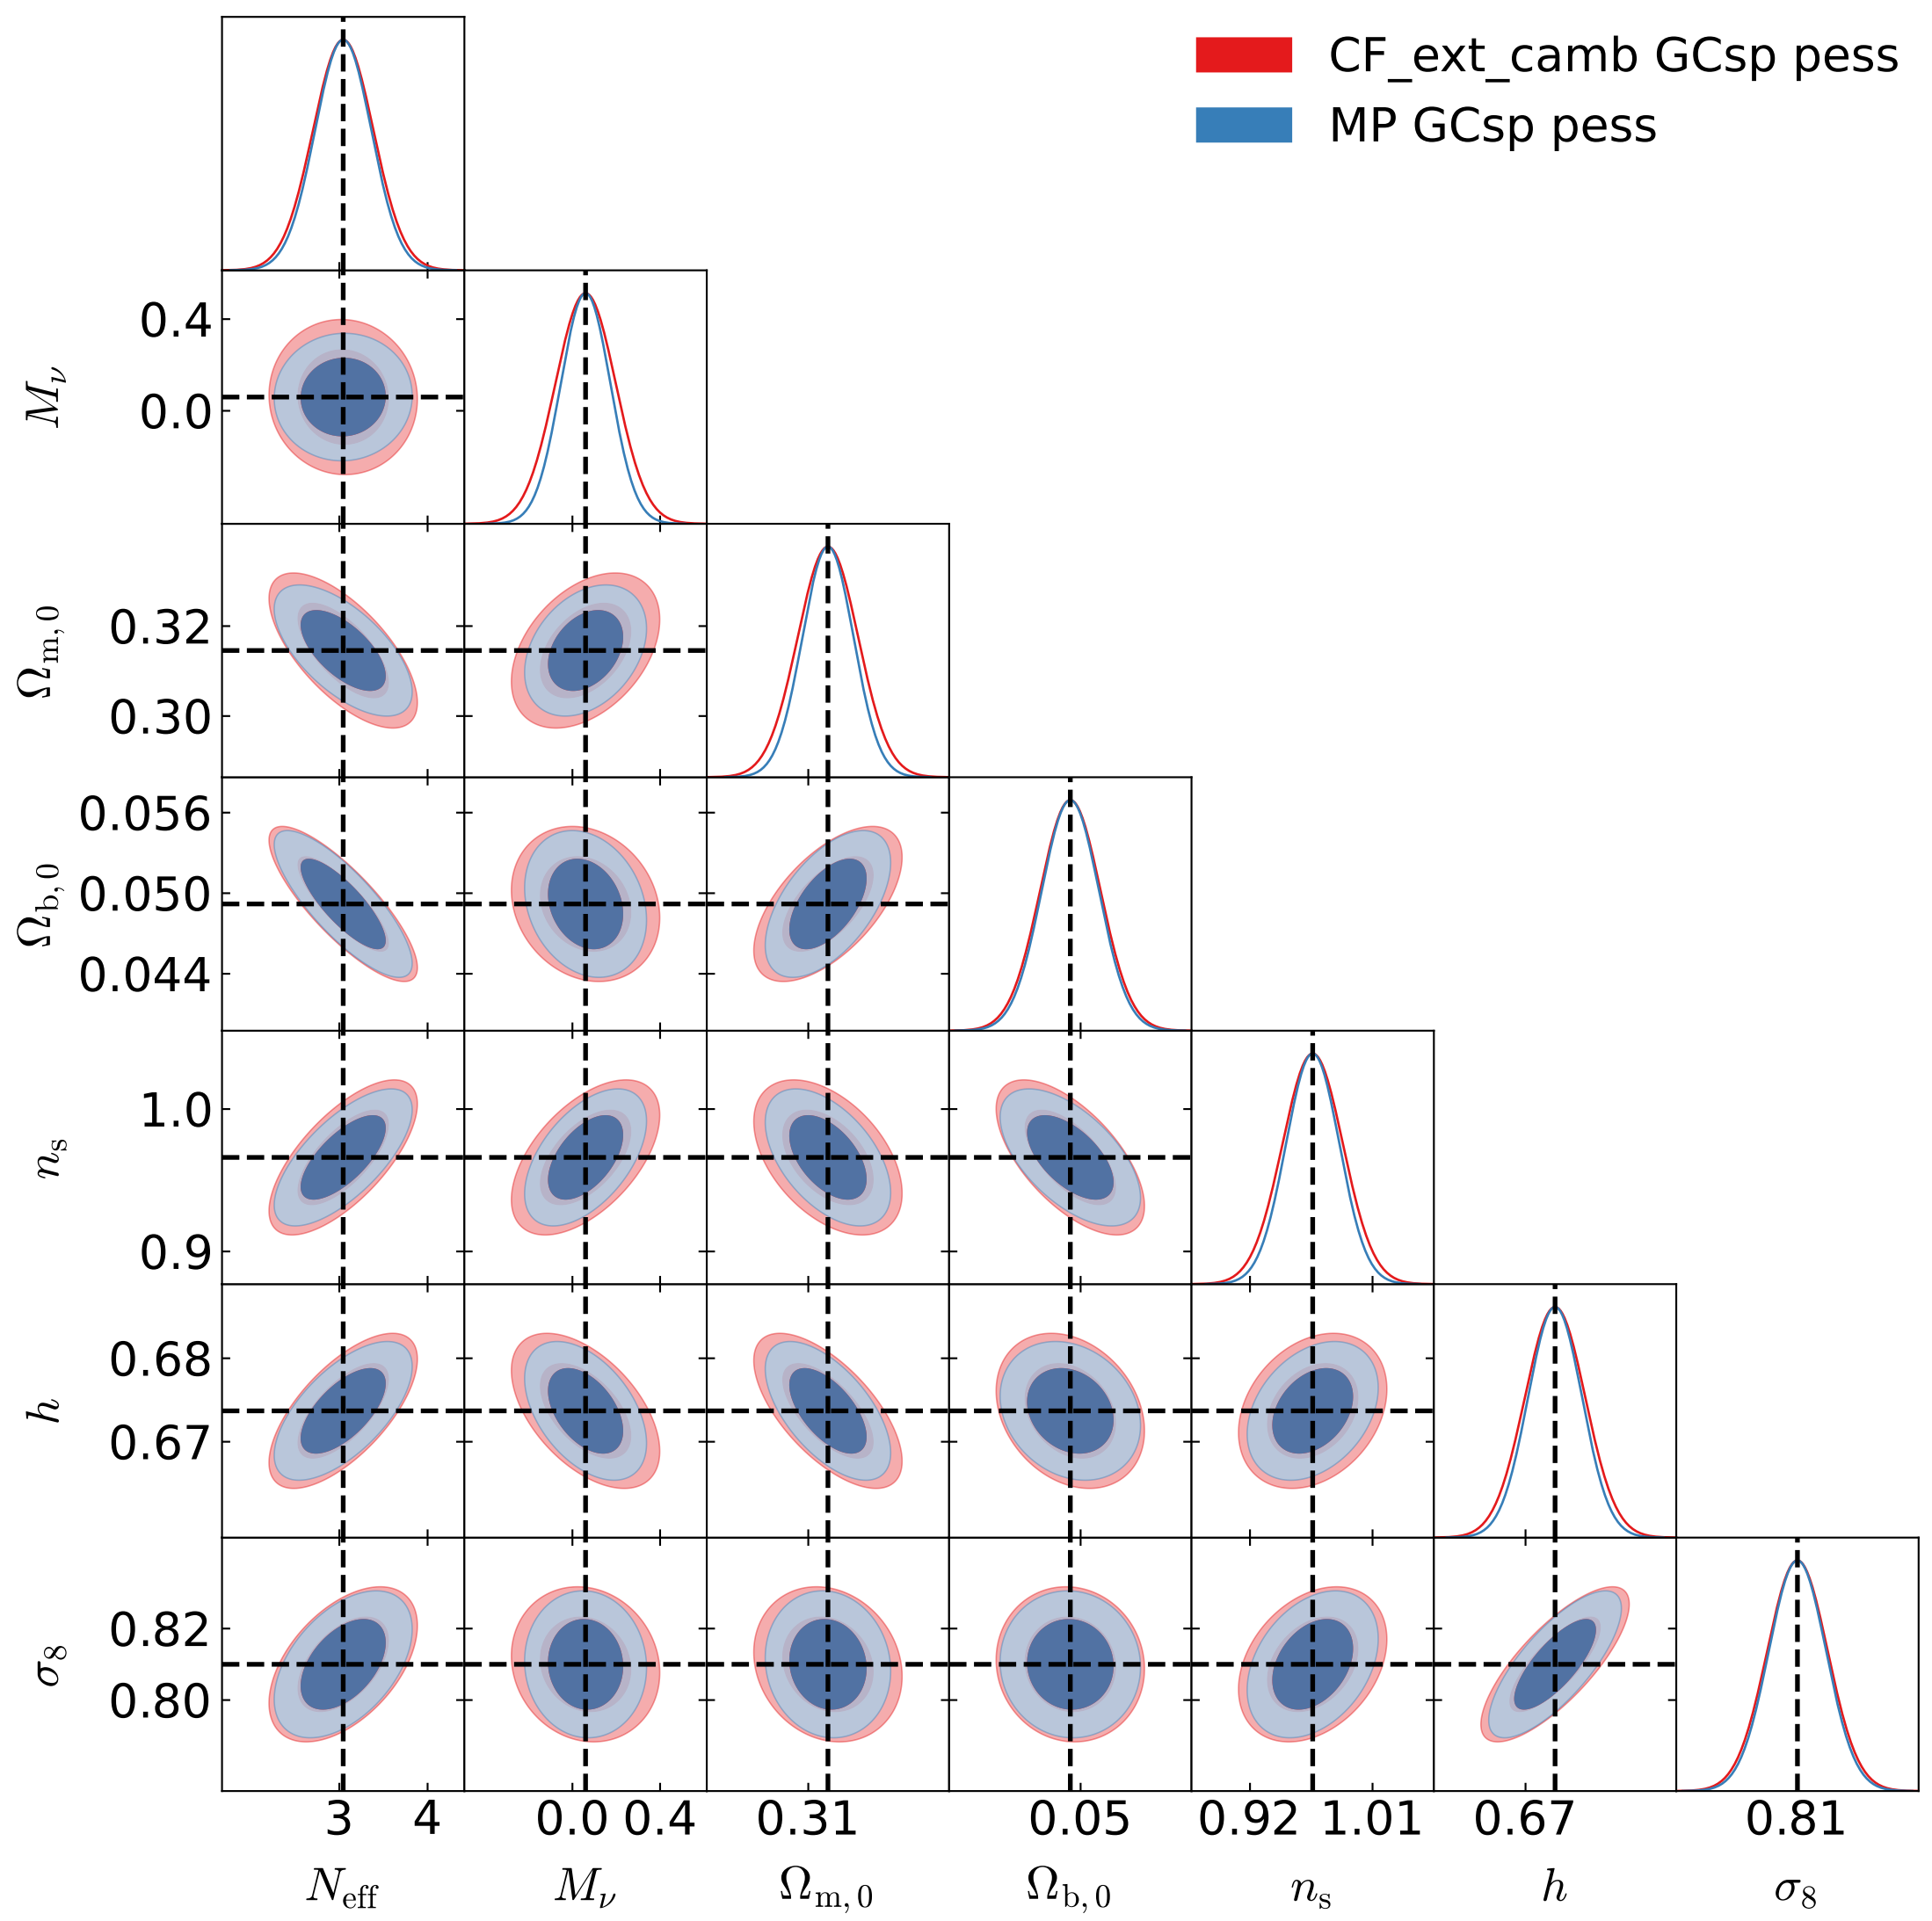 CF_ext_camb GCsp pess
MP GCsp pess
0.4
0.0
M_ν
0.32
0.30
Ω_m,0
0.056
0.050
0.044
Ω_b,0
1.0
0.9
n_s
0.68
0.67
h
0.82
0.80
σ_8
3 4 0.0 0.4 0.31 0.05 0.92 1.01 0.67 0.81
N_eff M_ν Ω_m,0 Ω_b,0 n_s h σ_8